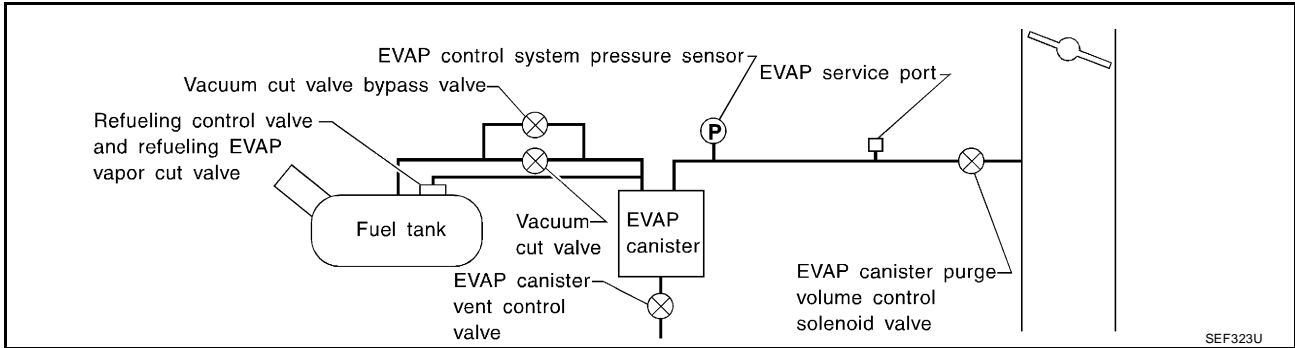 EVAP control system pressure sensor
EVAP service port
Vacuum cut valve bypass valve
Refueling control valve
and refueling EVAP
vapor cut valve
P
Fuel tank
Vacuum
cut valve
EVAP
canister
EVAP canister
vent control
valve
EVAP canister purge
volume control
solenoid valve
SEF323U